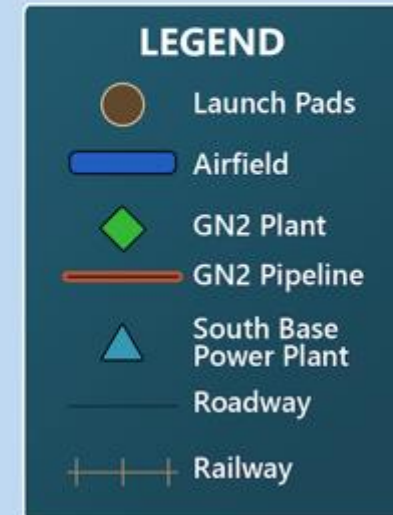 LEGEND
Launch Pads
Airfield
GN2 Plant
GN2 Pipeline
South Base
Power Plant
Roadway
Railway